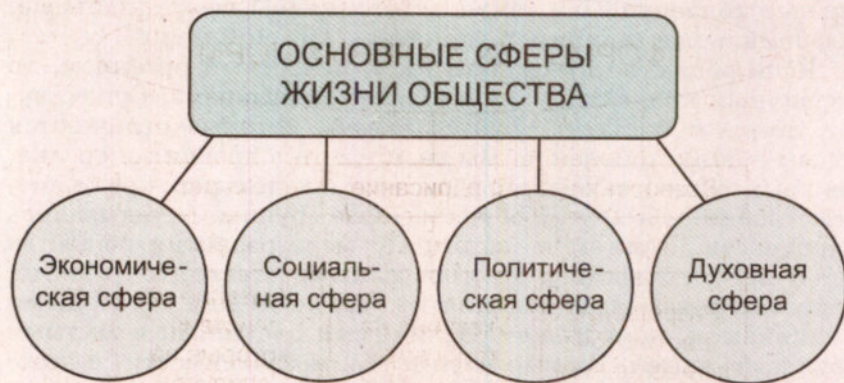 ОСНОВНЫЕ СФЕРЫ
ЖИЗНИ ОБЩЕСТВА
Экономиче-
ская сфера
Социаль-
ная сфера
Политиче-
ская сфера
Духовная
сфера